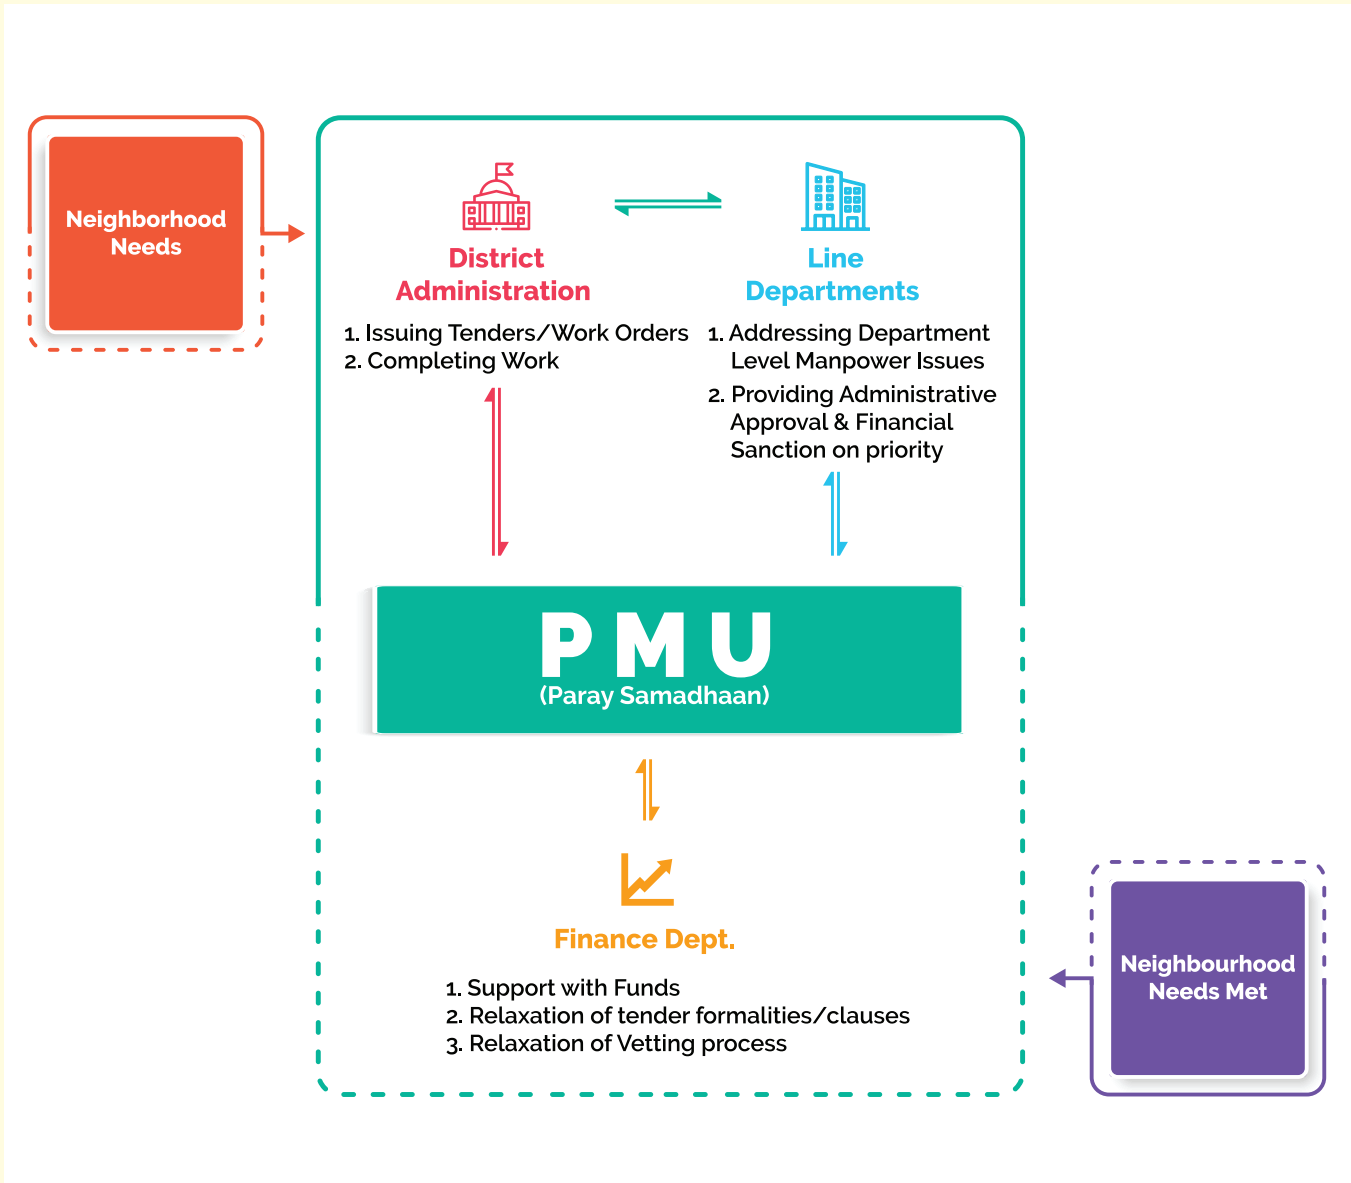 Neighborhood
Needs
District
Administration
1. Issuing Tenders/Work Orders
2. Completing Work
Line
Departments
1. Addressing Department
Level Manpower Issues
2. Providing Administrative
Approval & Financial
Sanction on priority
PMU
(Paray Samadhaan)
Finance Dept.
1. Support with Funds
2. Relaxation of tender formalities/clauses
3. Relaxation of Vetting process
Neighbourhood
Needs Met